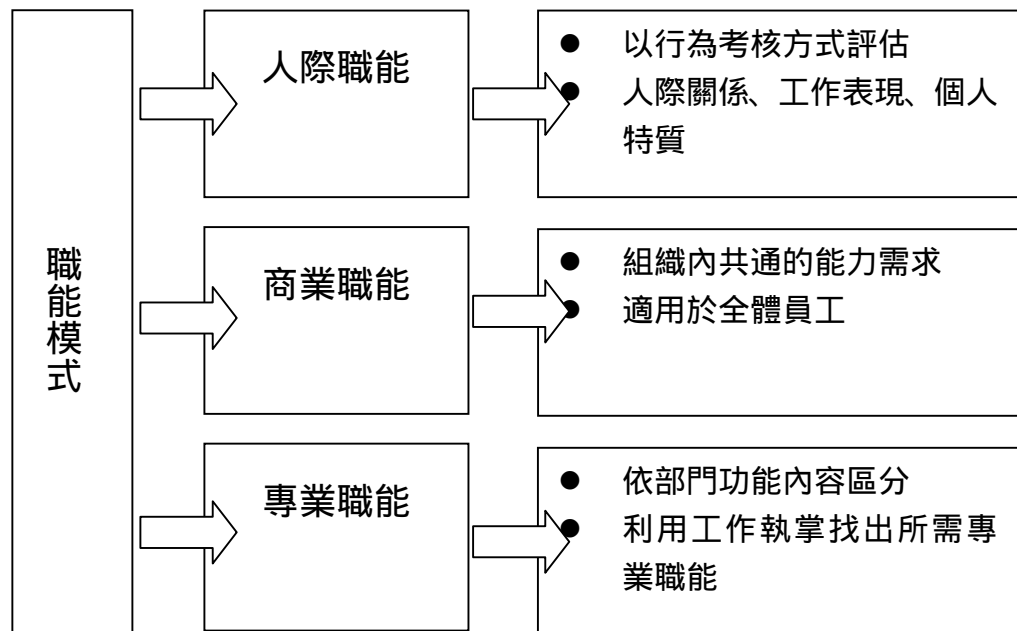 職能模式
人際職能
● 以行為考核方式評估
● 人際關係、工作表現、個人
特質
商業職能
● 組織內共通的能力需求
● 適用於全體員工
專業職能
● 依部門功能內容區分
● 利用工作執掌找出所需專
業職能